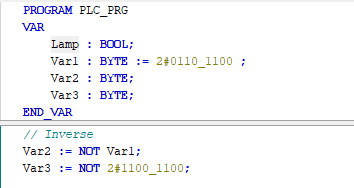 PROGRAM PLC_PRG
VAR
Lamp : BOOL;
Var1 : BYTE := 2#0110_1100 ;
Var2 : BYTE;
Var3 : BYTE;
END_VAR
// Inverse
Var2 := NOT Var1;
Var3 := NOT 2#1100_1100;